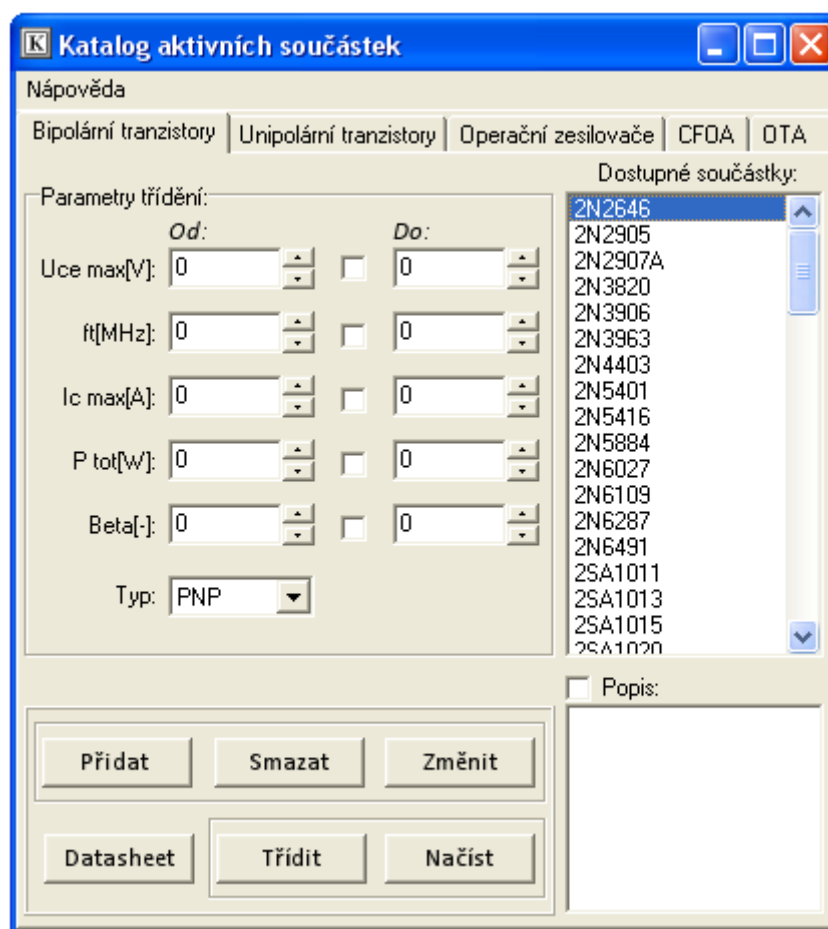 K Katalog aktivních součástek
Nápověda
Bipolární tranzistory Unipolární tranzistory Operační zesilovače CFOA OTA
Parametry třídění:
Od: Do:
Uce max[V]: 0 0
ft[MHz]: 0 0
Ic max[A]: 0 0
P tot[W]: 0 0
Beta[-]: 0 0
Typ: PNP
Dostupné součástky:
2N2646
2N2905
2N2907A
2N3820
2N3906
2N3963
2N4403
2N5401
2N5416
2N5884
2N6027
2N6109
2N6287
2N6491
2SA1011
2SA1013
2SA1015
2SA1020
Popis:
Přidat Smazat Změnit
Datasheet Třídit Načíst